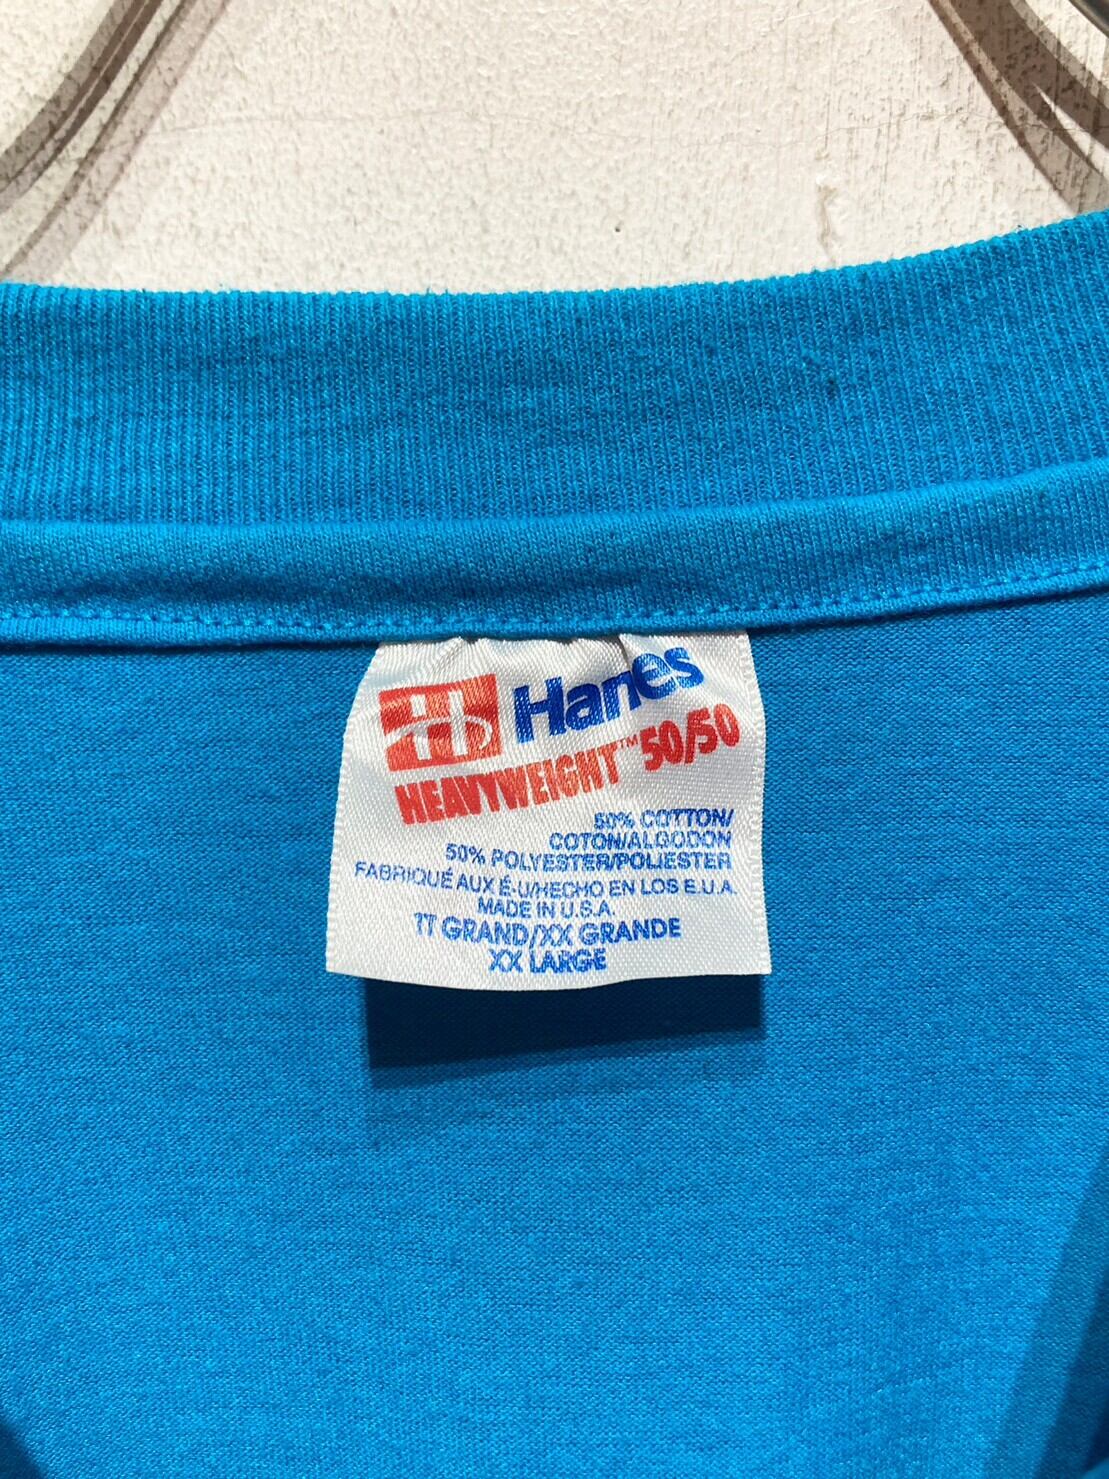 Hb Hanes
HEAVYWEIGHT™ 50/50
50% COTTON/
COTON/ALGODON
50% POLYESTER/POLIESTER
FABRIQUÉ AUX É-U/HECHO EN LOS E.U.A.
MADE IN U.S.A.
TT GRAND/XX GRANDE
XX LARGE